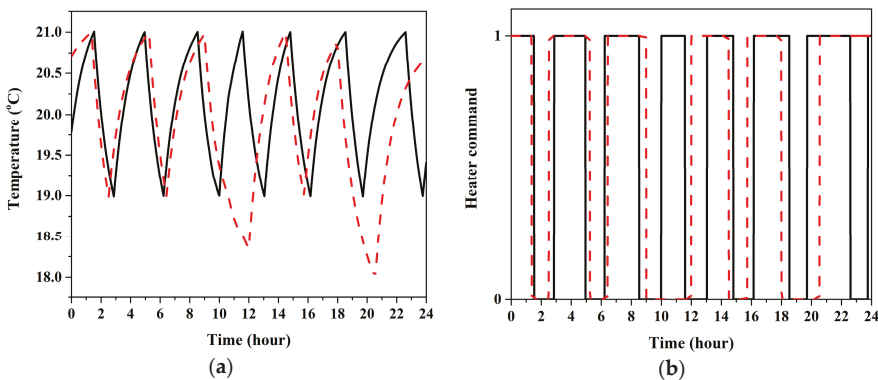 21.0
20.5
20.0
19.5
19.0
18.5
18.0
Temperature (°C)
0 2 4 6 8 10 12 14 16 18 20 22 24
Time (hour)
(a)
1
0
Heater command
0 2 4 6 8 10 12 14 16 18 20 22 24
Time (hour)
(b)